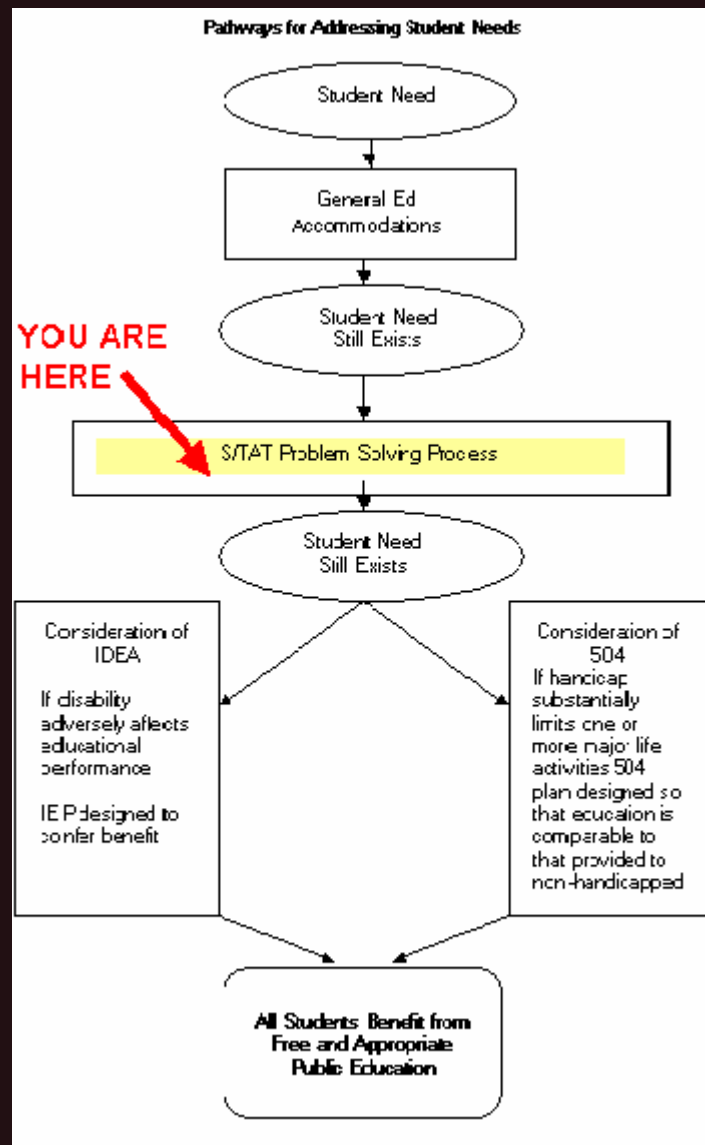 Pathways for Addressing Student Needs
Student Need
General Ed
Accommodations
Student Need
Still Exists
YOU ARE
HERE
S/TAT Problem Solving Process
Student Need
Still Exists
Consideration of
IDEA
If disability
adversely affects
educational
performance
IEP designed to
confer benefit
Consideration of
504
If handicap
substantially
limits one or
more major life
activities 504
plan designed so
that education is
comparable to
that provided to
non-handicapped
All Students Benefit from
Free and Appropriate
Public Education